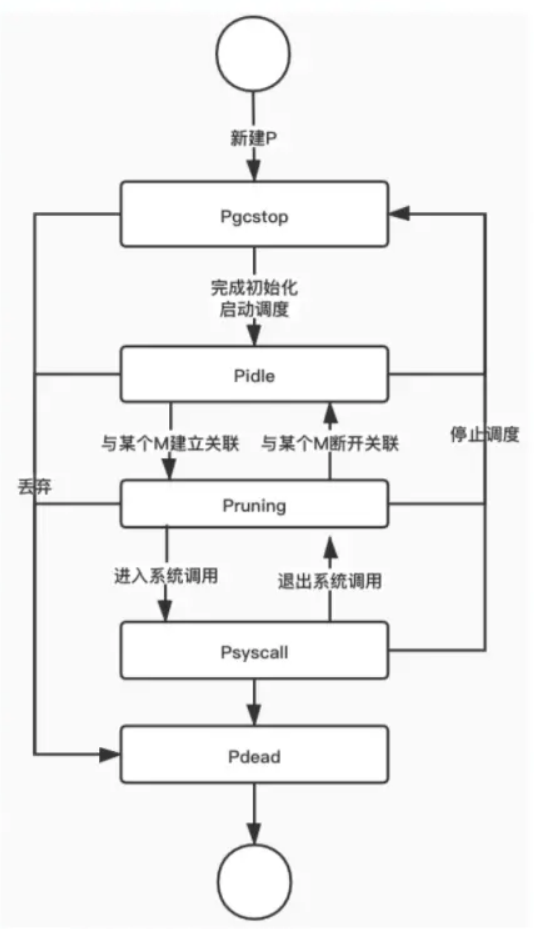 新建P
Pgcstop
完成初始化
启动调度
Pidle
与某个M建立关联
与某个M断开关联
停止调度
丢弃
Pruning
进入系统调用
退出系统调用
Psyscall
Pdead